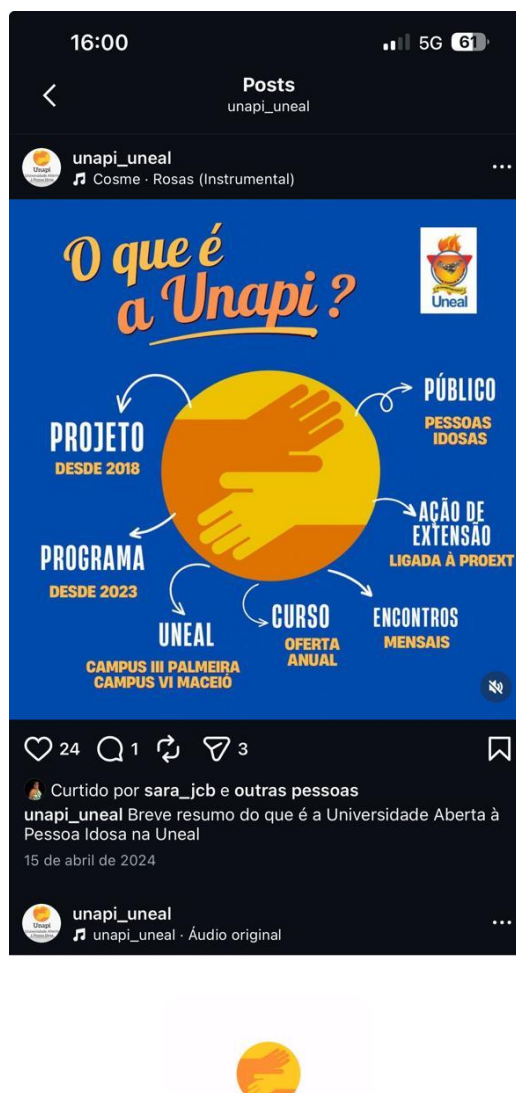 16:00
5G 61
Posts
unapi_uneal
unapi_uneal
Cosme · Rosas (Instrumental)
O que é
a Unapi ?
Uneal
PROJETO
DESDE 2018
PÚBLICO
PESSOAS
IDOSAS
AÇÃO DE
EXTENSÃO
LIGADA À PROEXT
PROGRAMA
DESDE 2023
UNEAL
CAMPUS III PALMEIRA
CAMPUS VI MACEIÓ
CURSO
OFERTA
ANUAL
ENCONTROS
MENSAIS
24 1 3
Curtido por sara_jcb e outras pessoas
unapi_uneal Breve resumo do que é a Universidade Aberta à
Pessoa Idosa na Uneal
15 de abril de 2024
unapi_uneal
unapi_uneal · Áudio original